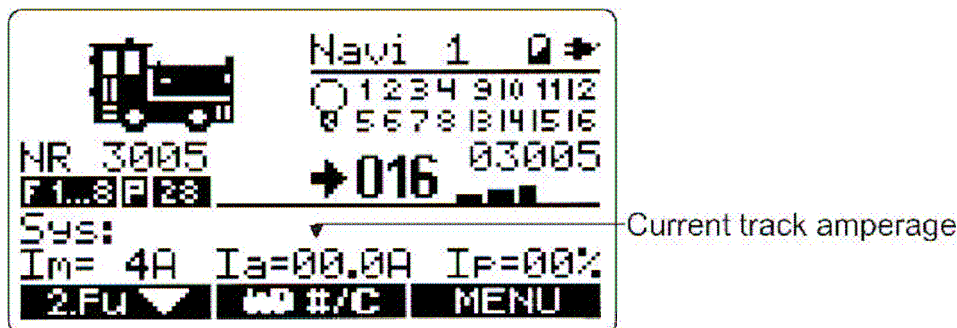 Navi 1
1 2 3 4 9 10 11 12
5 6 7 8 13 14 15 16
NR 3005
➔016 03005
F1...8 P 28
Sys:
Current track amperage
Im= 4A Ia=00.0A Ip=00%
2.Fu ▼ #/C MENU